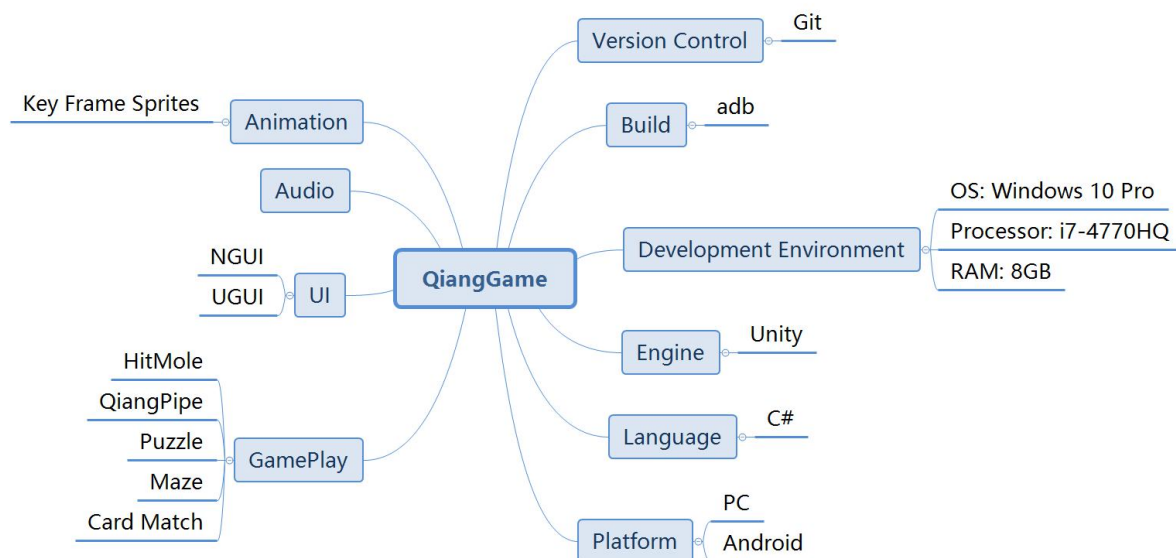 QiangGame
Version Control
Git
Build
adb
Development Environment
OS: Windows 10 Pro
Processor: i7-4770HQ
RAM: 8GB
Engine
Unity
Language
C#
Platform
PC
Android
Animation
Key Frame Sprites
Audio
UI
NGUI
UGUI
GamePlay
HitMole
QiangPipe
Puzzle
Maze
Card Match